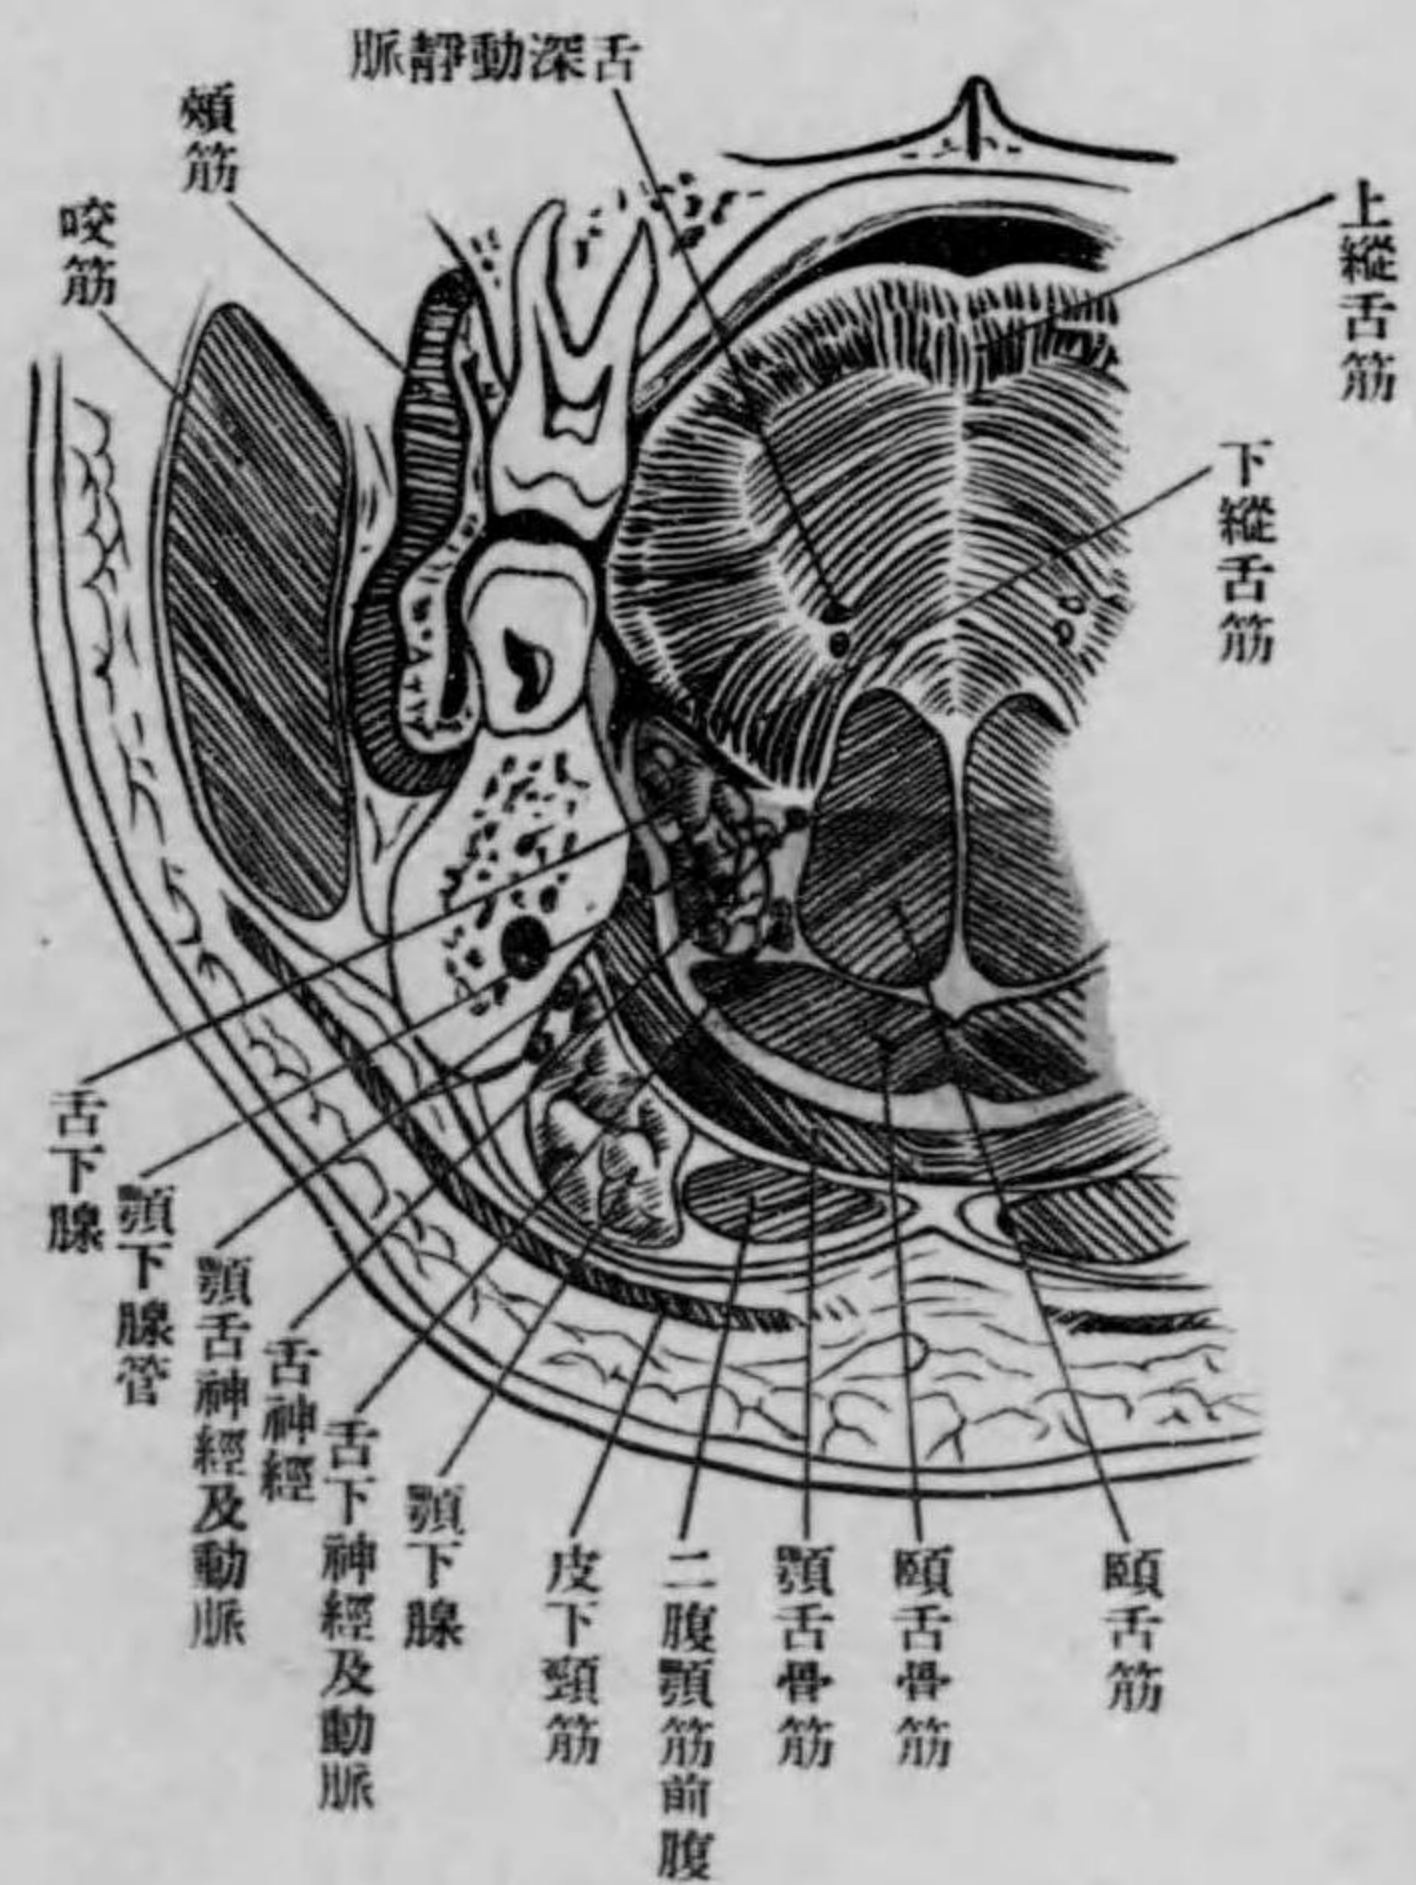 舌深動靜脈
頰筋
咬筋
上縱舌筋
下縱舌筋
舌下腺
顎下腺管
顎舌神經及動脈
舌神經
舌下神經及動脈
顎下腺
皮下頸筋
二腹顎筋前腹
顎舌骨筋
頤舌骨筋
頤舌筋